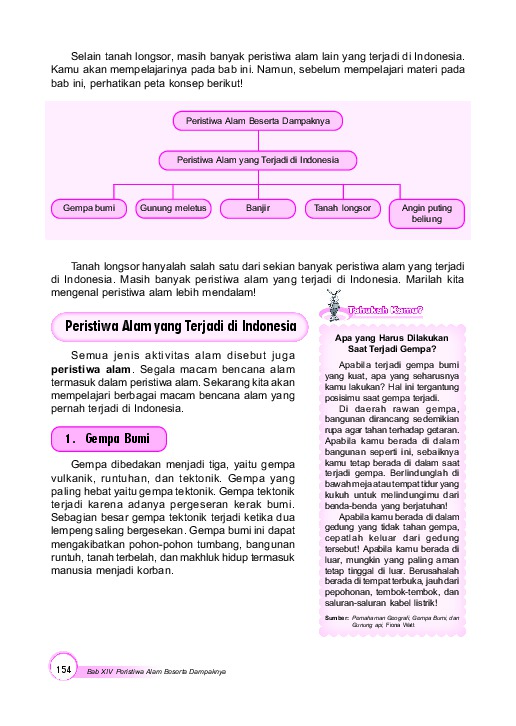 Selain tanah longsor, masih banyak peristiwa alam lain yang terjadi di Indonesia.
Kamu akan mempelajarinya pada bab ini. Namun, sebelum mempelajari materi pada
bab ini, perhatikan peta konsep berikut!
Peristiwa Alam Beserta Dampaknya
Peristiwa Alam yang Terjadi di Indonesia
Gempa bumi
Gunung meletus
Banjir
Tanah longsor
Angin puting
beliung
Tanah longsor hanyalah salah satu dari sekian banyak peristiwa alam yang terjadi
di Indonesia. Masih banyak peristiwa alam yang terjadi di Indonesia. Marilah kita
mengenal peristiwa alam lebih mendalam!
Peristiwa Alam yang Terjadi di Indonesia
Semua jenis aktivitas alam disebut juga
peristiwa alam. Segala macam bencana alam
termasuk dalam peristiwa alam. Sekarang kita akan
mempelajari berbagai macam bencana alam yang
pernah terjadi di Indonesia.
1. Gempa Bumi
Gempa dibedakan menjadi tiga, yaitu gempa
vulkanik, runtuhan, dan tektonik. Gempa yang
paling hebat yaitu gempa tektonik. Gempa tektonik
terjadi karena adanya pergeseran kerak bumi.
Sebagian besar gempa tektonik terjadi ketika dua
lempeng saling bergesekan. Gempa bumi ini dapat
mengakibatkan pohon-pohon tumbang, bangunan
runtuh, tanah terbelah, dan makhluk hidup termasuk
manusia menjadi korban.
Tahukah Kamu?
Apa yang Harus Dilakukan
Saat Terjadi Gempa?
Apabila terjadi gempa bumi
yang kuat, apa yang seharusnya
kamu lakukan? Hal ini tergantung
posisimu saat gempa terjadi.
Di daerah rawan gempa,
bangunan dirancang sedemikian
rupa agar tahan terhadap getaran.
Apabila kamu berada di dalam
bangunan seperti ini, sebaiknya
kamu tetap berada di dalam saat
terjadi gempa. Berlindunglah di
bawah meja atau tempat tidur yang
kukuh untuk melindungimu dari
benda-benda yang berjatuhan!
Apabila kamu berada di dalam
gedung yang tidak tahan gempa,
cepatlah keluar dari gedung
tersebut! Apabila kamu berada di
luar, mungkin yang paling aman
tetap tinggal di luar. Berusahalah
berada di tempat terbuka, jauh dari
pepohonan, tembok-tembok, dan
saluran-saluran kabel listrik!
Sumber: Pemahaman Geografi, Gempa Bumi, dan
Gunung api, Fiona Watt
154
Bab XIV Peristiwa Alam Beserta Dampaknya